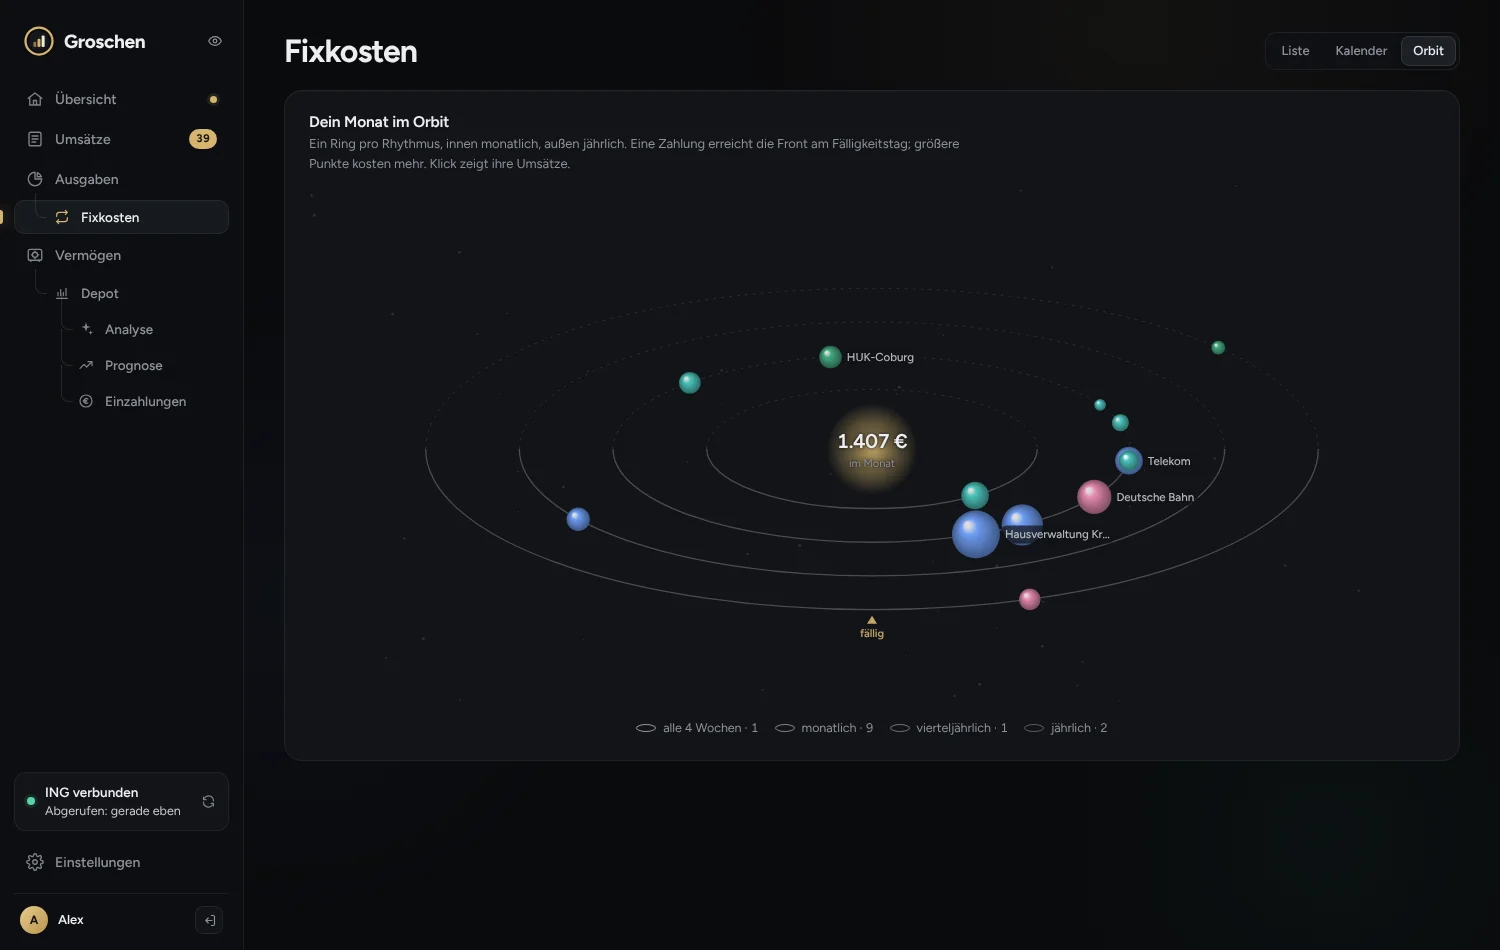 Groschen
Übersicht
Umsätze 39
Ausgaben
Fixkosten
Vermögen
Depot
Analyse
Prognose
Einzahlungen
ING verbunden
Abgerufen: gerade eben
Einstellungen
A Alex
Fixkosten
Liste Kalender Orbit
Dein Monat im Orbit
Ein Ring pro Rhythmus, innen monatlich, außen jährlich. Eine Zahlung erreicht die Front am Fälligkeitstag; größere
Punkte kosten mehr. Klick zeigt ihre Umsätze.
HUK-Coburg
1.407 €
im Monat
Telekom
Deutsche Bahn
Hausverwaltung Kr...
fällig
alle 4 Wochen · 1 monatlich · 9 vierteljährlich · 1 jährlich · 2